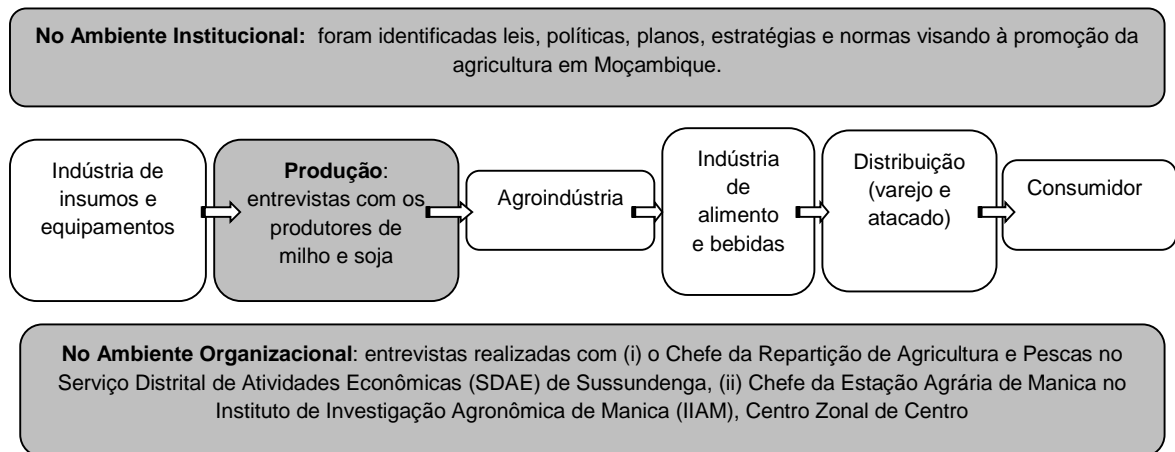 No Ambiente Institucional: foram identificadas leis, políticas, planos, estratégias e normas visando à promoção da
agricultura em Moçambique.
Indústria de
insumos e
equipamentos
Produção:
entrevistas com os
produtores de
milho e soja
Agroindústria
Indústria
de
alimento
e bebidas
Distribuição
(varejo e
atacado)
Consumidor
No Ambiente Organizacional: entrevistas realizadas com (i) o Chefe da Repartição de Agricultura e Pescas no
Serviço Distrital de Atividades Econômicas (SDAE) de Sussundenga, (ii) Chefe da Estação Agrária de Manica no
Instituto de Investigação Agronômica de Manica (IIAM), Centro Zonal de Centro